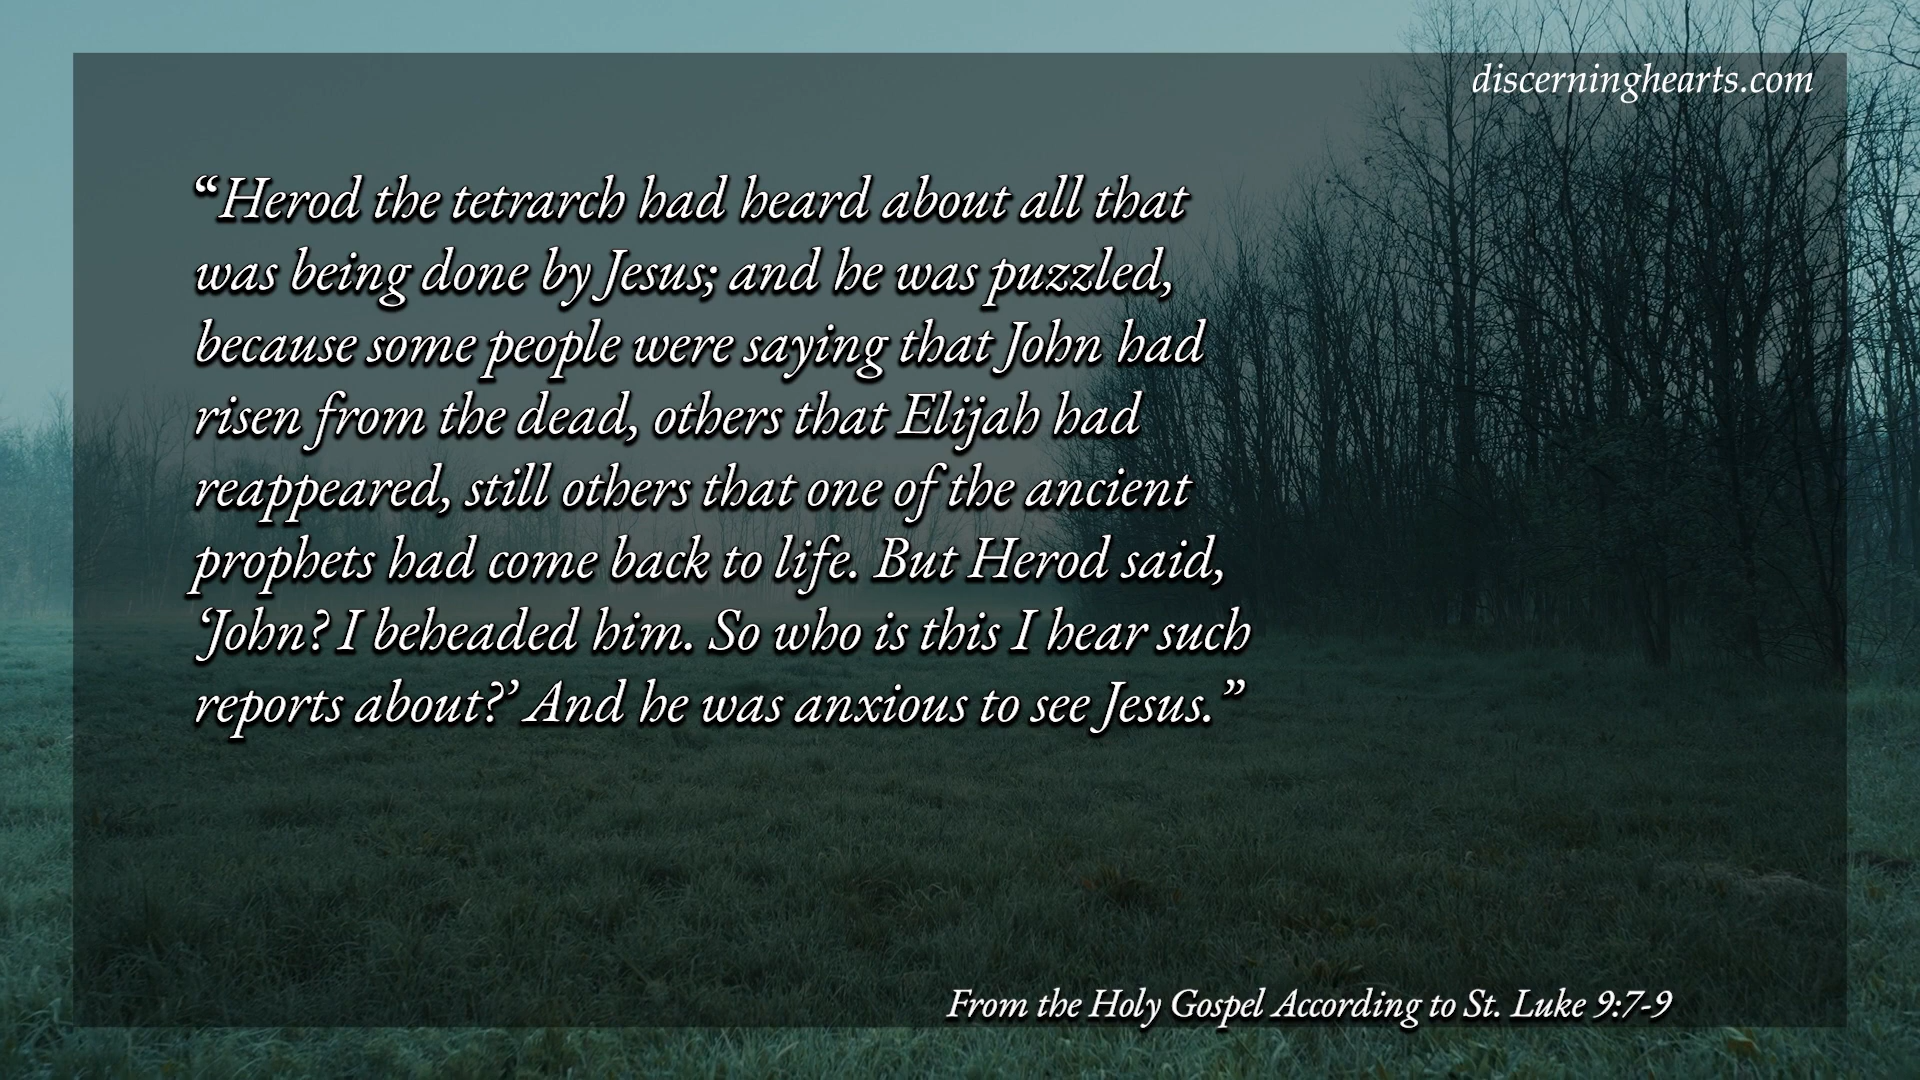 discerninghearts.com
“Herod the tetrarch had heard about all that
was being done by Jesus; and he was puzzled,
because some people were saying that John had
risen from the dead, others that Elijah had
reappeared, still others that one of the ancient
prophets had come back to life. But Herod said,
‘John? I beheaded him. So who is this I hear such
reports about?’ And he was anxious to see Jesus.”
From the Holy Gospel According to St. Luke 9:7-9